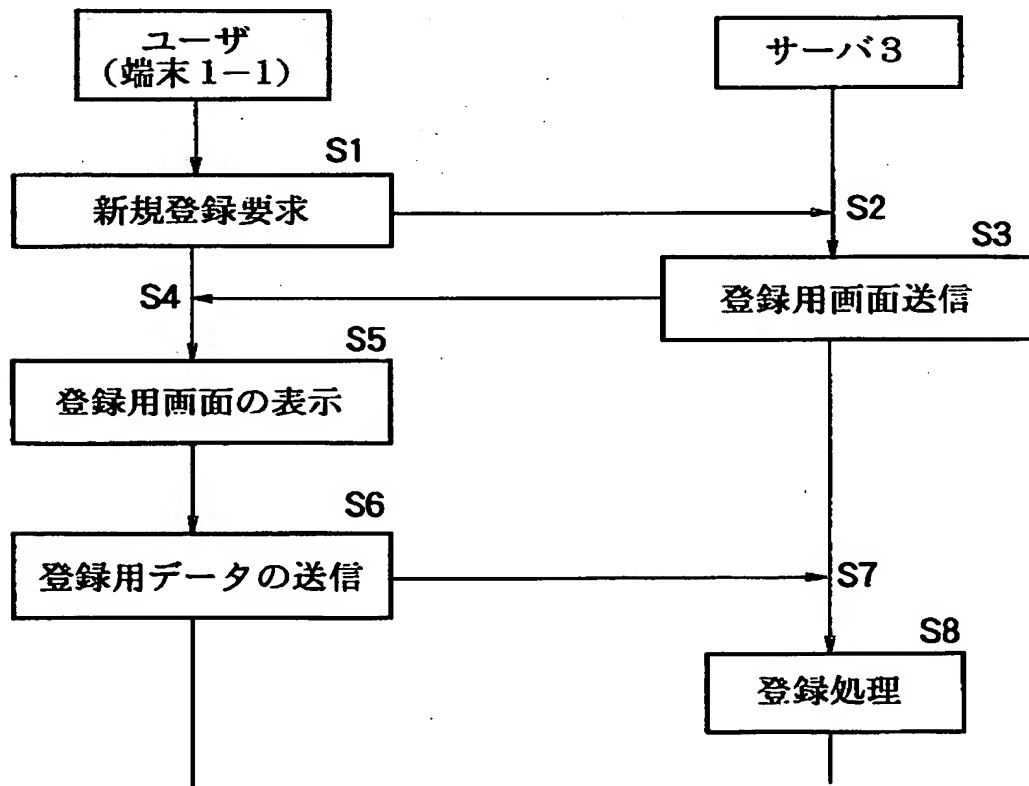 ユーザ
(端末1-1)
サーバ3
S1
新規登録要求
S2
S3
登録用画面送信
S4
S5
登録用画面の表示
S6
登録用データの送信
S7
S8
登録処理